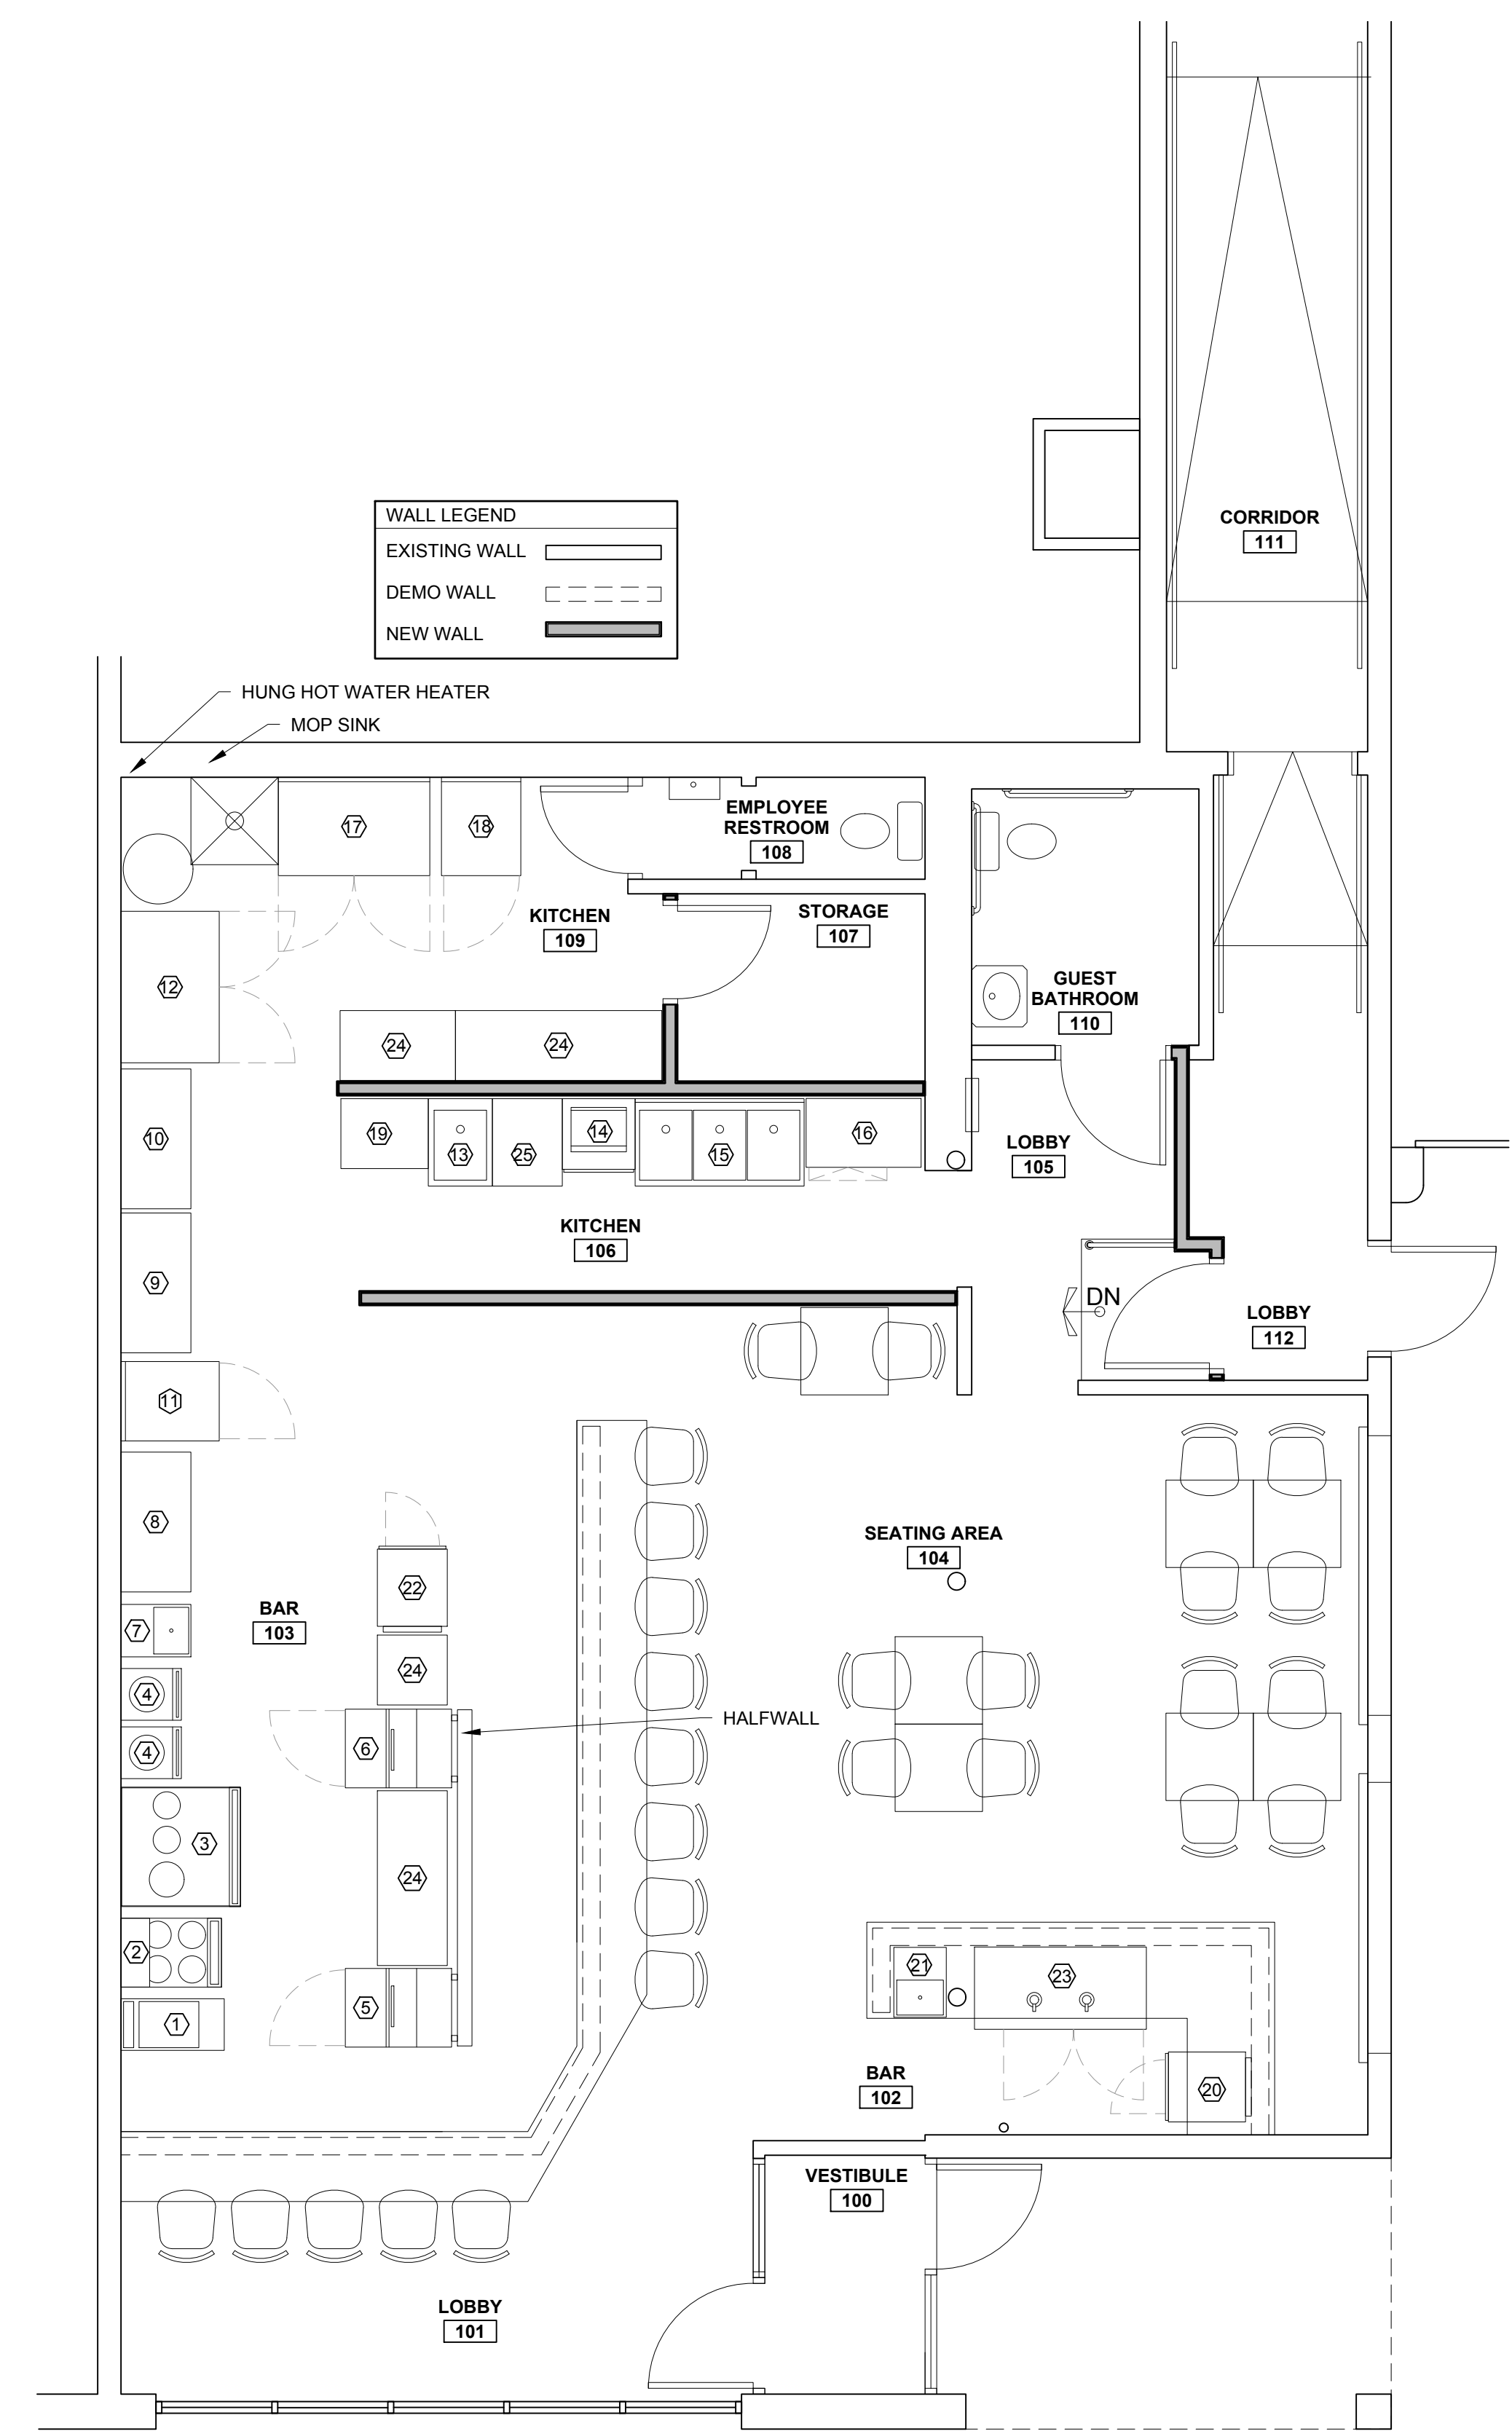 CORRIDOR
111
WALL LEGEND
EXISTING WALL
DEMO WALL
NEW WALL
HUNG HOT WATER HEATER
MOP SINK
17
18
EMPLOYEE
RESTROOM
108
KITCHEN
109
STORAGE
107
12
GUEST
BATHROOM
110
24
24
10
19
13
25
14
15
16
LOBBY
105
KITCHEN
106
9
DN
LOBBY
112
11
8
SEATING AREA
104
22
BAR
103
7
24
4
HALFWALL
6
4
3
24
2
21
23
5
1
BAR
102
20
VESTIBULE
100
LOBBY
101